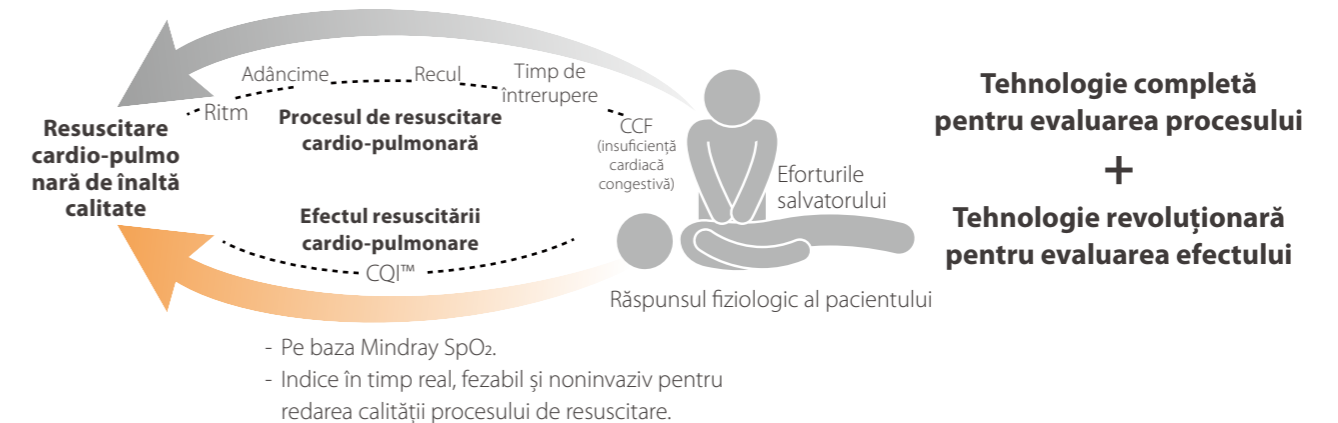 Adâncime
Recul
Timp de
întrerupere
Ritm
Procesul de resuscitare
cardio-pulmonară
CCF
(insuficiență
cardiacă
congestivă)
Resuscitare
cardio-pulmo
nară de înaltă
calitate
Efectul resuscitării
cardio-pulmonare
CQI™
Eforturile
salvatorului
Răspunsul fiziologic al pacientului
- Pe baza Mindray SpO₂.
- Indice în timp real, fezabil și noninvaziv pentru
redarea calității procesului de resuscitare.
Tehnologie completă
pentru evaluarea procesului
+
Tehnologie revoluționară
pentru evaluarea efectului